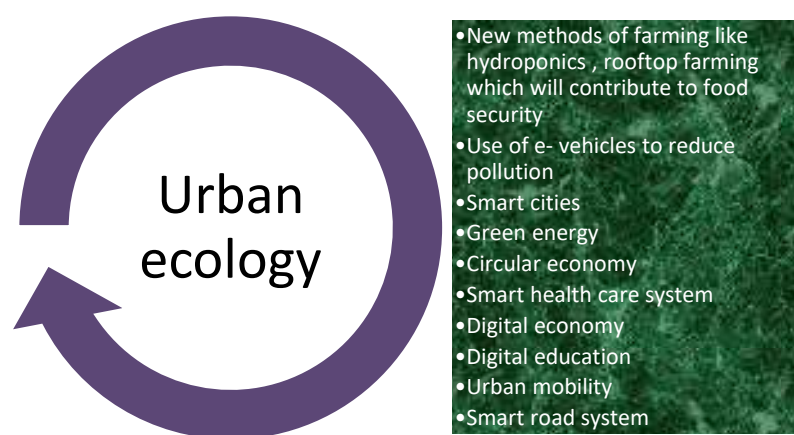 Urban
ecology
•New methods of farming like
hydroponics , rooftop farming
which will contribute to food
security
•Use of e- vehicles to reduce
pollution
•Smart cities
•Green energy
•Circular economy
•Smart health care system
•Digital economy
•Digital education
•Urban mobility
•Smart road system